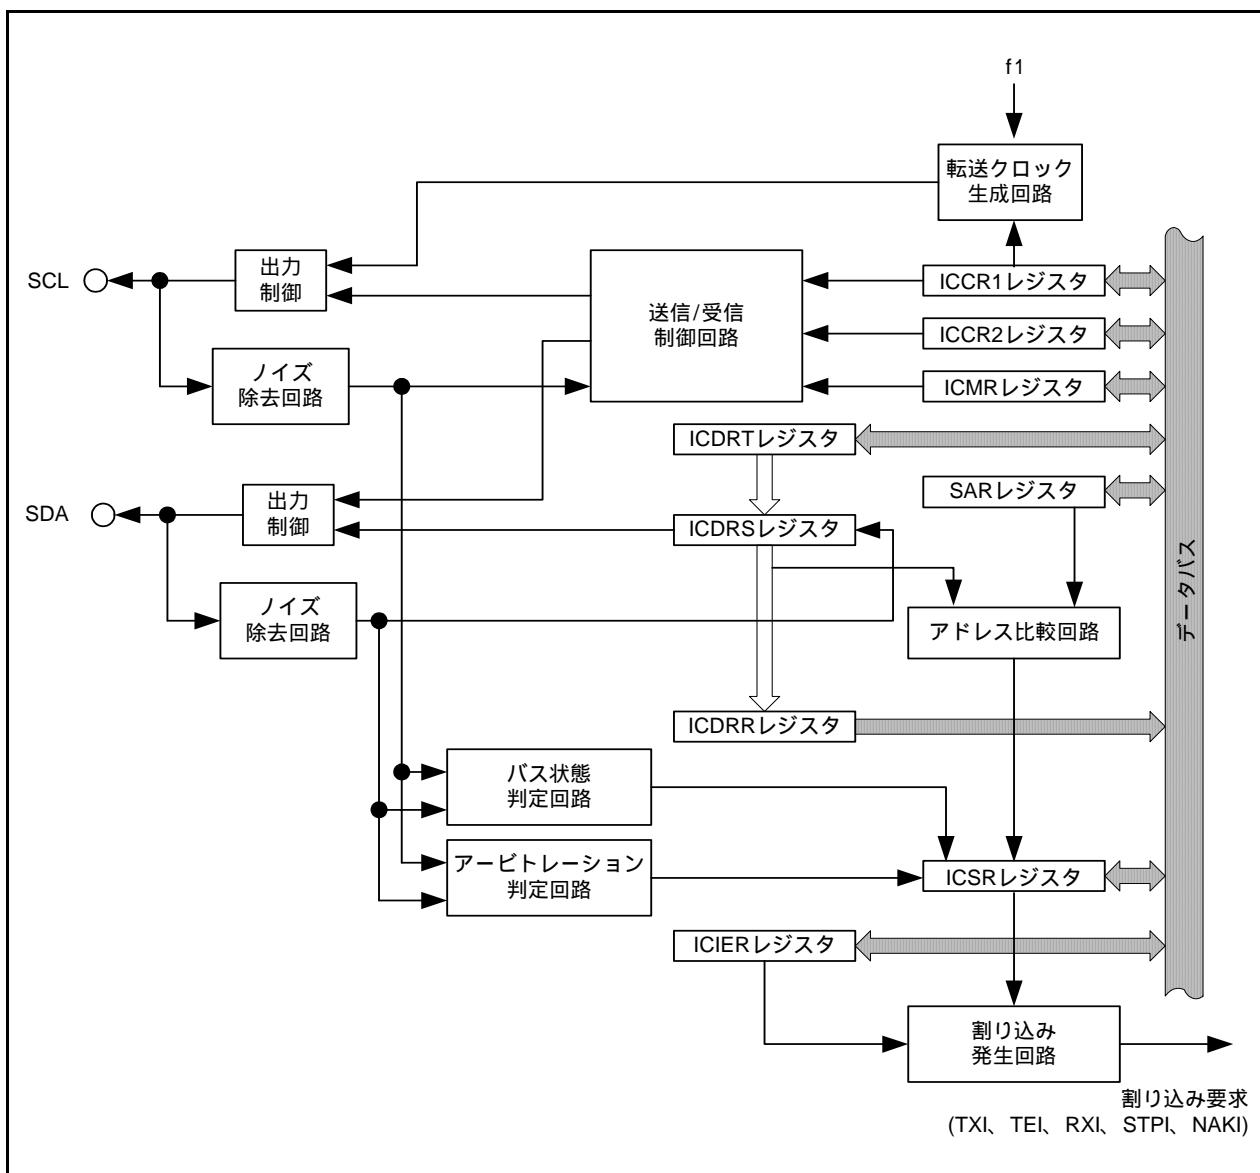 f1
転送クロック
生成回路
SCL
出力
制御
送信/受信
制御回路
ICCR1レジスタ
ICCR2レジスタ
ノイズ
除去回路
ICMRレジスタ
ICDRTレジスタ
SARレジスタ
SDA
出力
制御
ICDRSレジスタ
データバス
ノイズ
除去回路
アドレス比較回路
ICDRRレジスタ
バス状態
判定回路
アービトレーション
判定回路
ICSRレジスタ
ICIERレジスタ
割り込み
発生回路
割り込み要求
(TXI、TEI、RXI、STPI、NAKI)